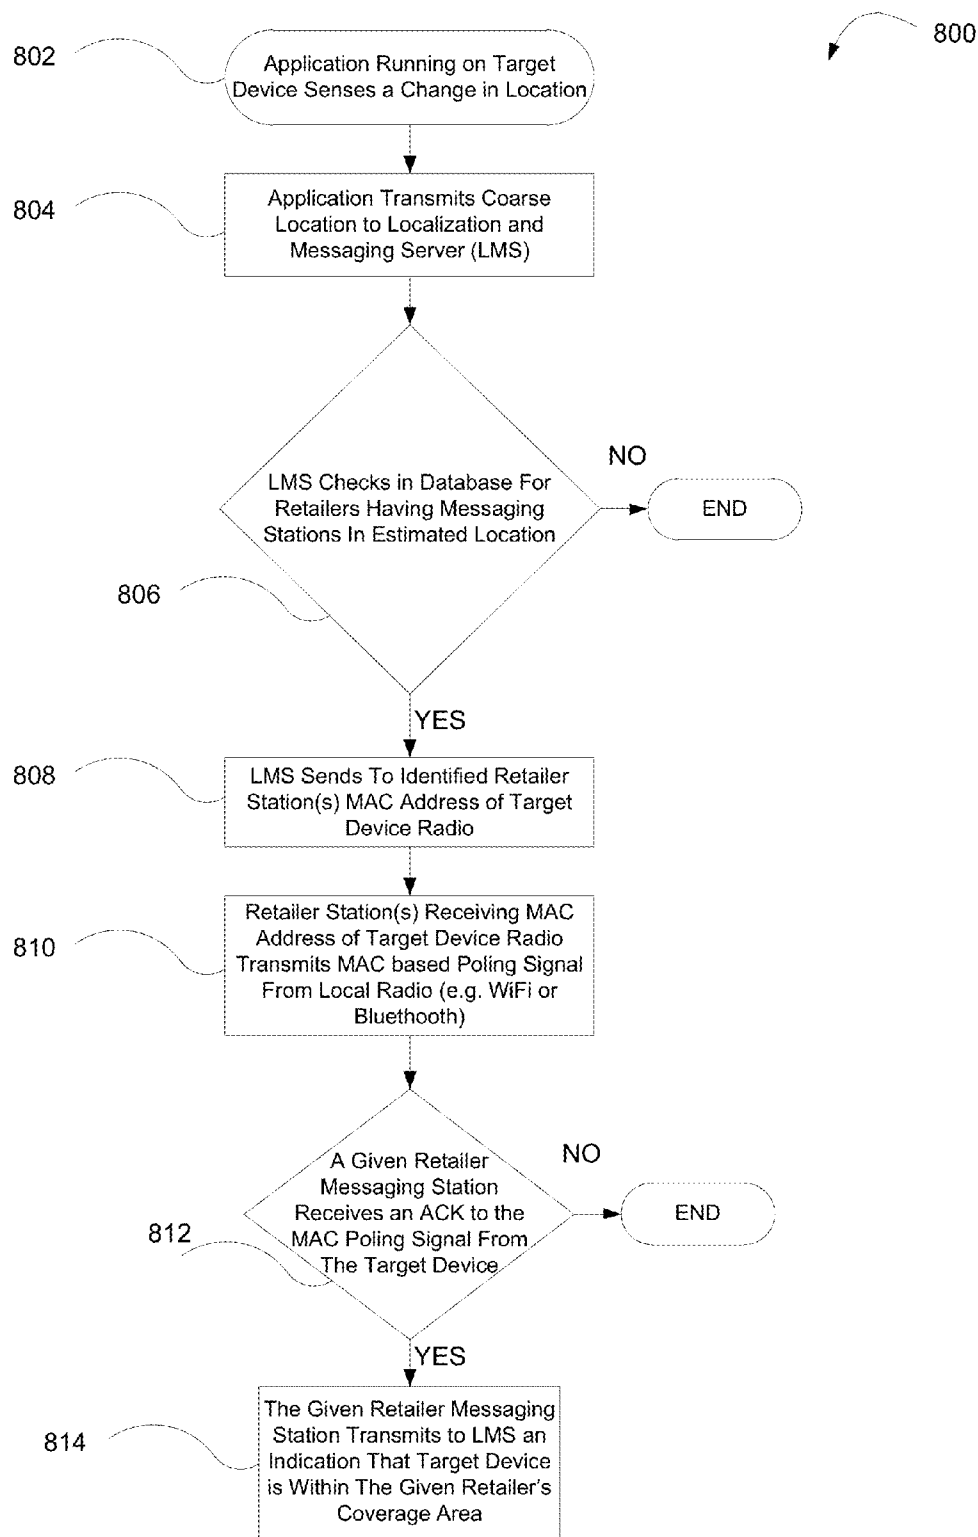 800
802
Application Running on Target
Device Senses a Change in Location
804
Application Transmits Coarse
Location to Localization and
Messaging Server (LMS)
LMS Checks in Database For
Retailers Having Messaging
Stations In Estimated Location
NO
END
806
YES
808
LMS Sends To Identified Retailer
Station(s) MAC Address of Target
Device Radio
810
Retailer Station(s) Receiving MAC
Address of Target Device Radio
Transmits MAC based Poling Signal
From Local Radio (e.g. WiFi or
Bluethooth)
A Given Retailer
Messaging Station
Receives an ACK to the
MAC Poling Signal From
The Target Device
NO
END
812
YES
814
The Given Retailer Messaging
Station Transmits to LMS an
Indication That Target Device
is Within The Given Retailer's
Coverage Area